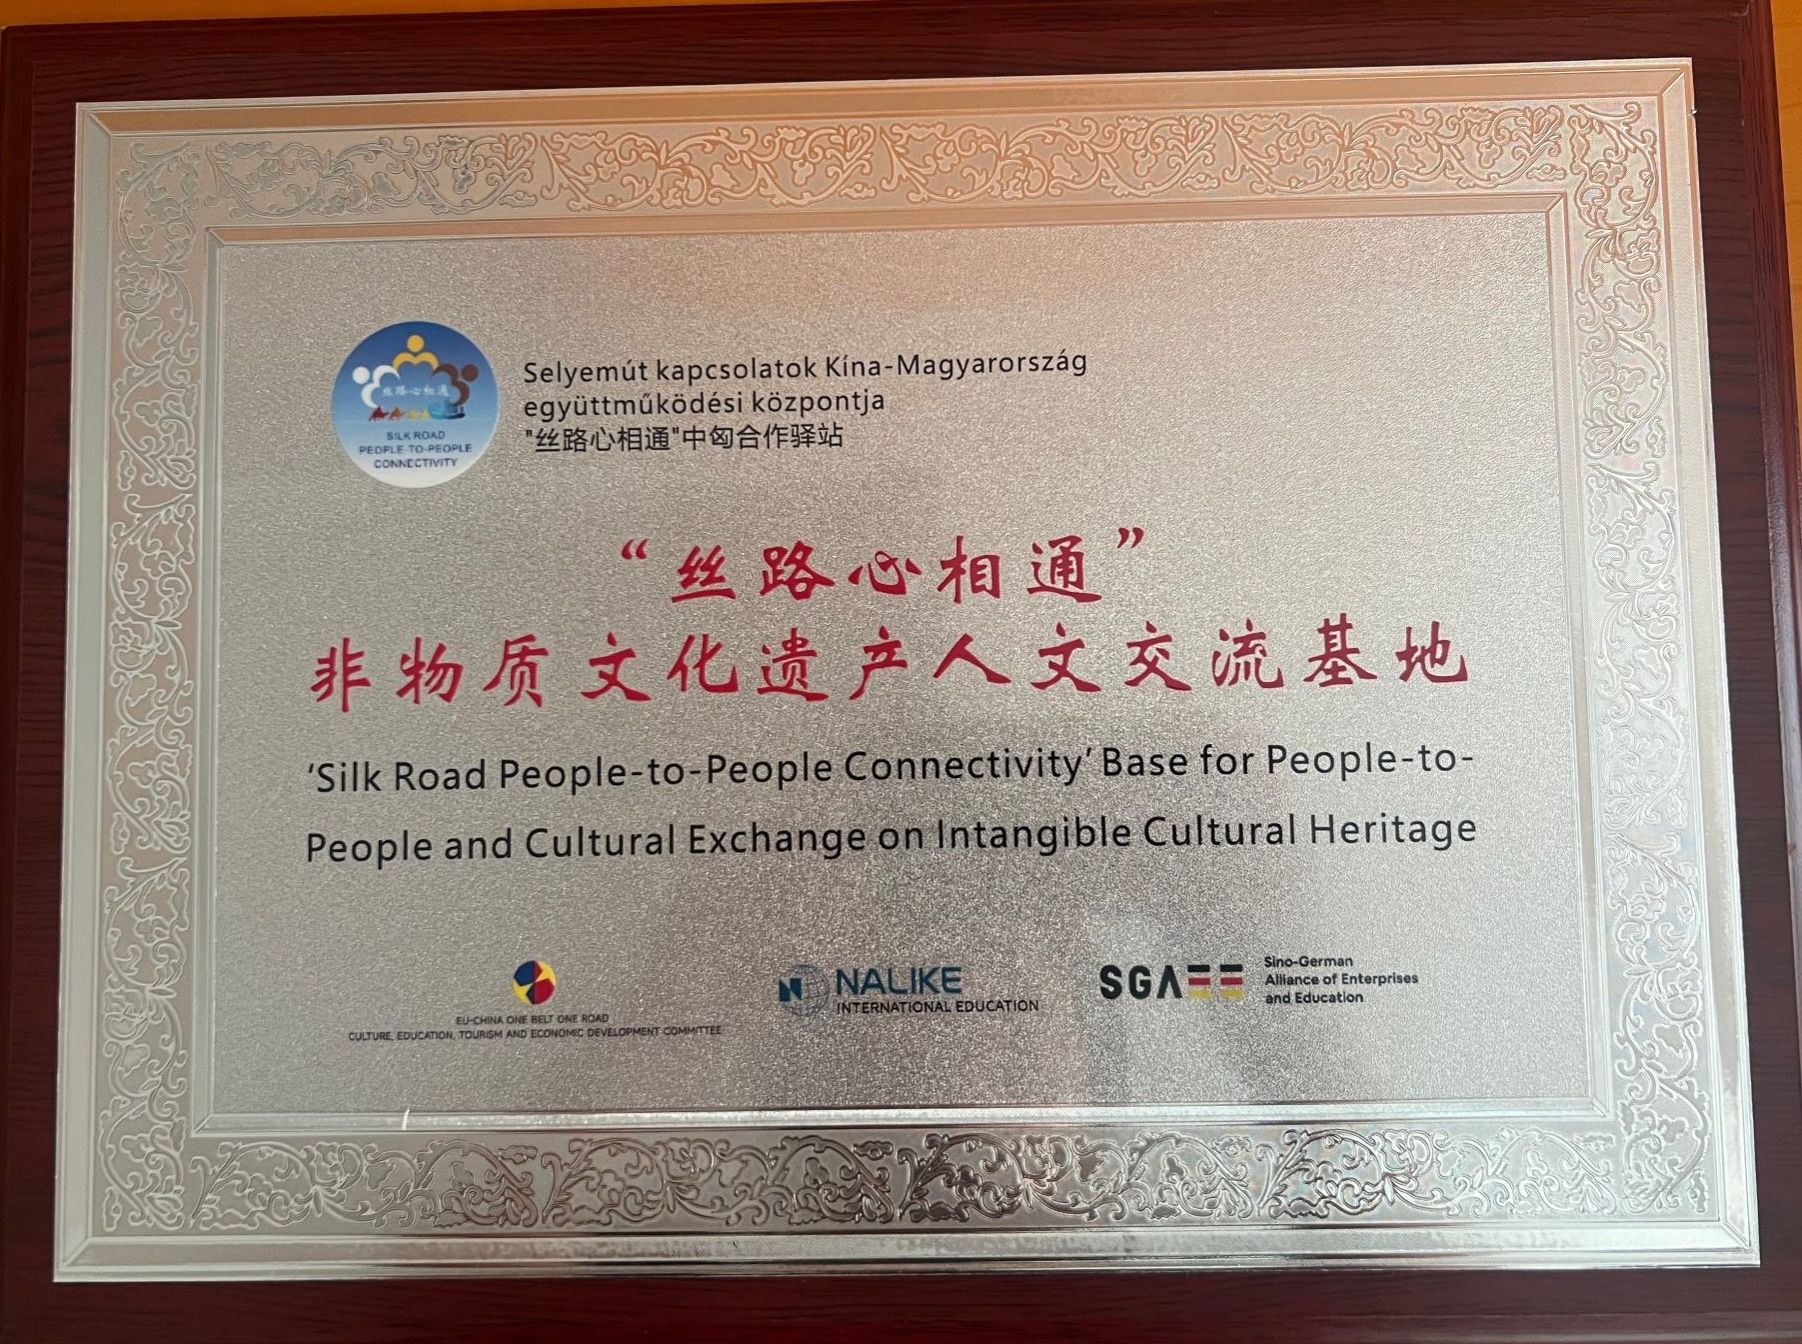 丝路心相通
SILK ROAD
PEOPLE-TO-PEOPLE
CONNECTIVITY
Selyemút kapcsolatok Kína-Magyarország
együttműködési központja
"丝路心相通"中匈合作驿站
“丝路心相通”
非物质文化遗产人文交流基地
‘Silk Road People-to-People Connectivity’ Base for People-to-
People and Cultural Exchange on Intangible Cultural Heritage
EU-CHINA ONE BELT ONE ROAD
CULTURE, EDUCATION, TOURISM AND ECONOMIC DEVELOPMENT COMMITTEE
N
NALIKE
INTERNATIONAL EDUCATION
SGAEE
Sino-German
Alliance of Enterprises
and Education